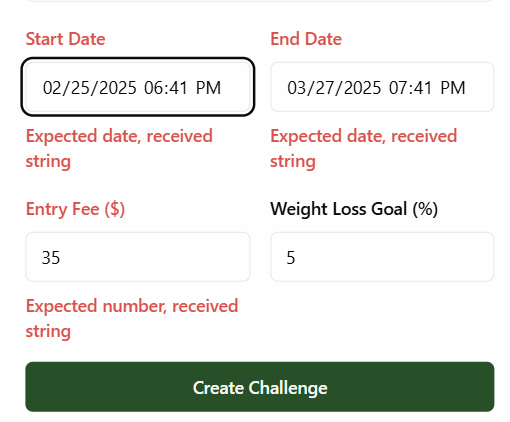 Start Date
End Date
02/25/2025 06:41 PM
03/27/2025 07:41 PM
Expected date, received
string
Expected date, received
string
Entry Fee ($)
Weight Loss Goal (%)
35
5
Expected number, received
string
Create Challenge